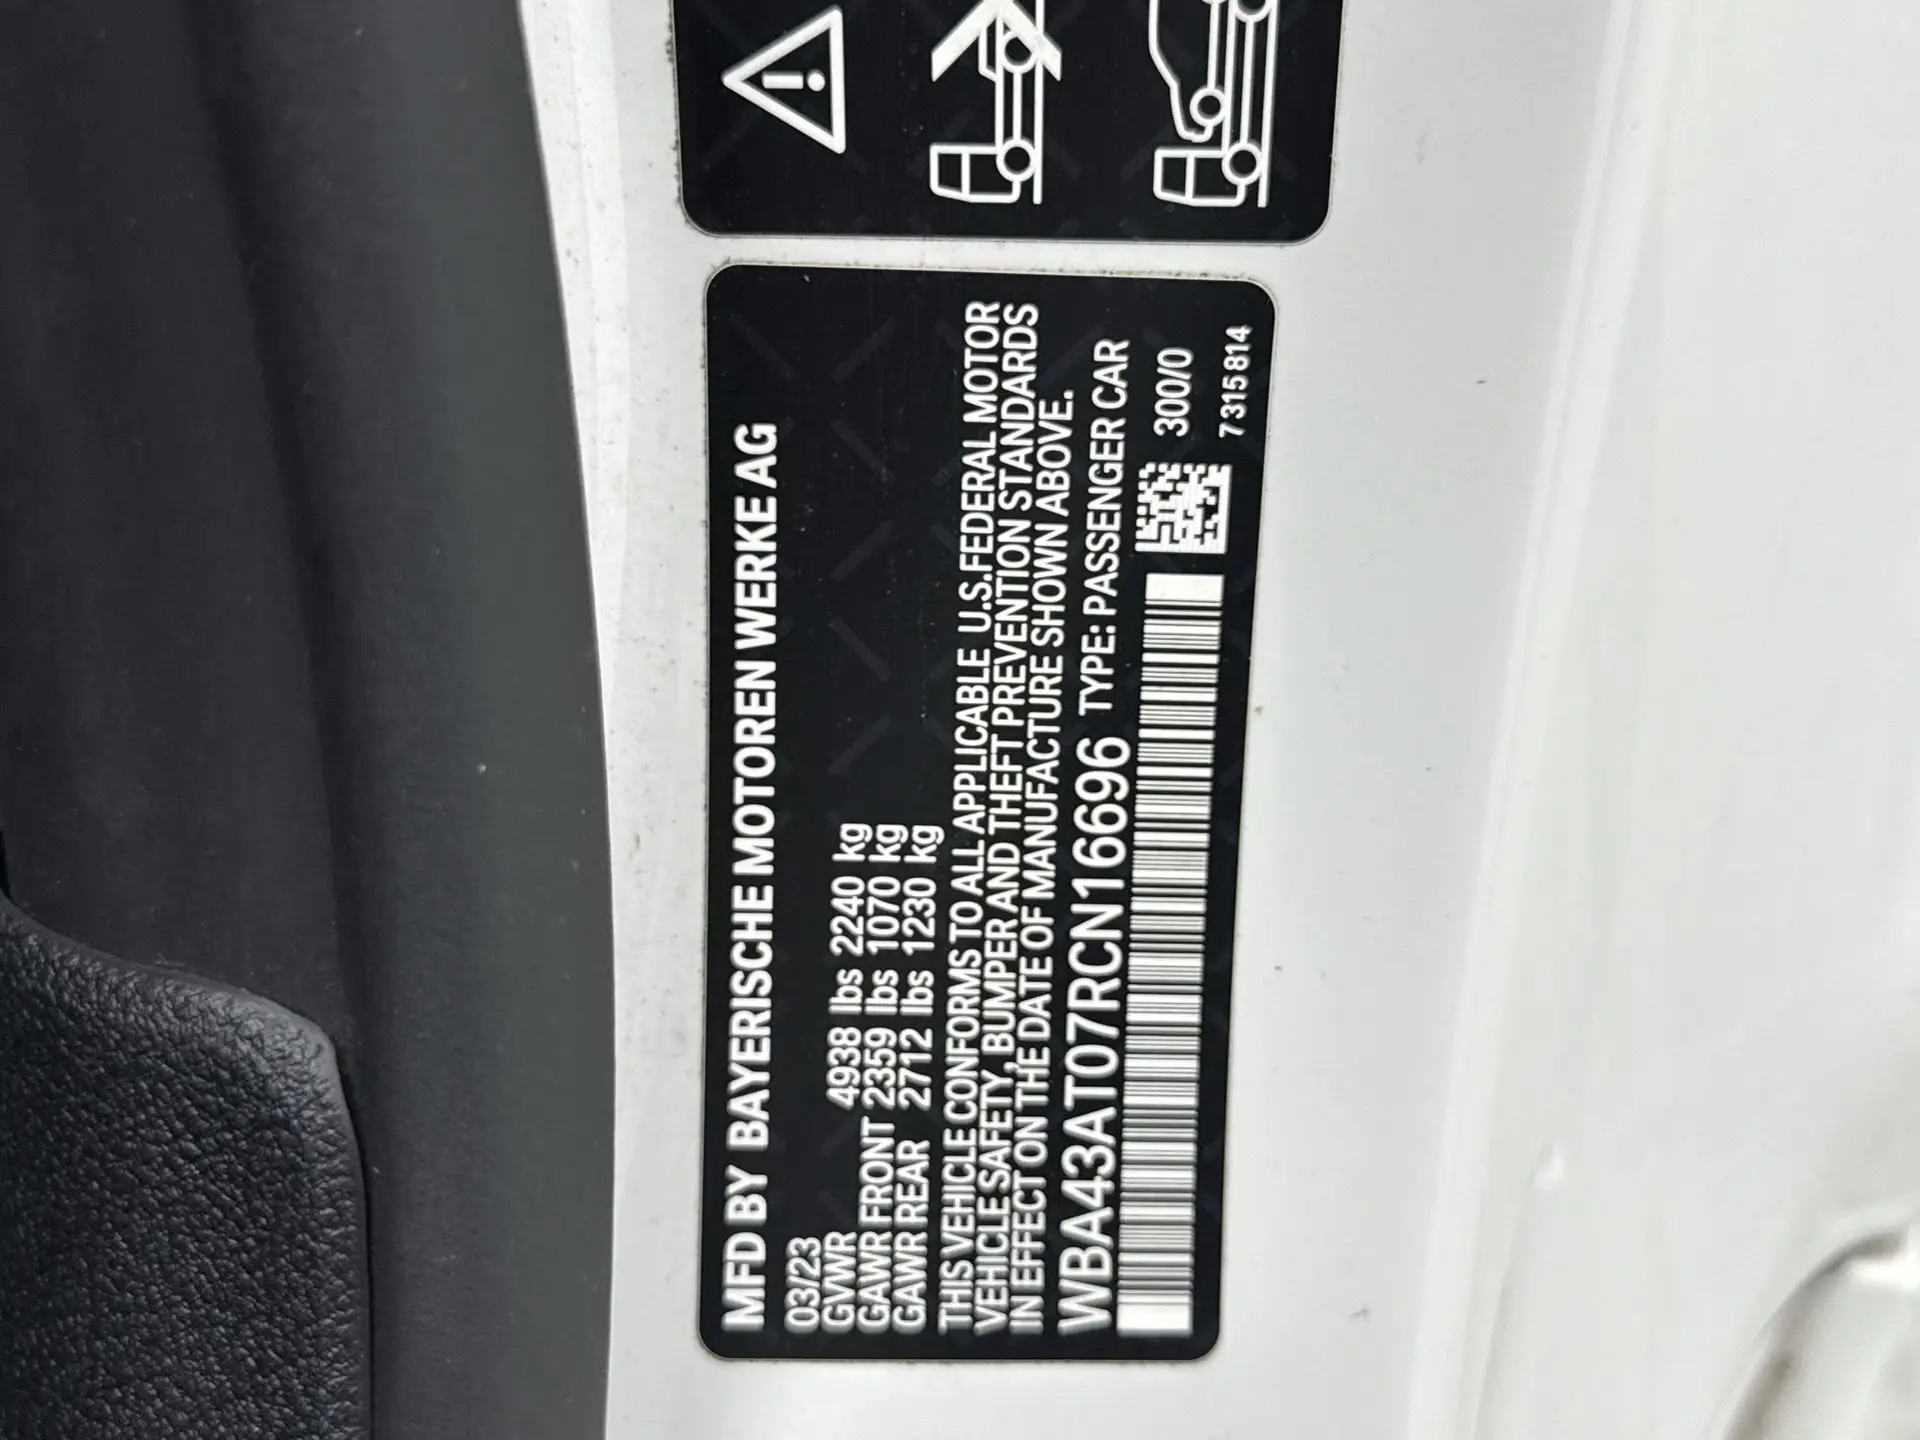 MFD BY BAYERISCHE MOTOREN WERKE AG
03/23
GVWR 4938 lbs 2240 kg
GAWR FRONT 2359 lbs 1070 kg
GAWR REAR 2712 lbs 1230 kg
THIS VEHICLE CONFORMS TO ALL APPLICABLE U.S.FEDERAL MOTOR
VEHICLE SAFETY, BUMPER AND THEFT PREVENTION STANDARDS
IN EFFECT ON THE DATE OF MANUFACTURE SHOWN ABOVE.
WBA43AT07RCN16696 TYPE: PASSENGER CAR
300/0
7315814